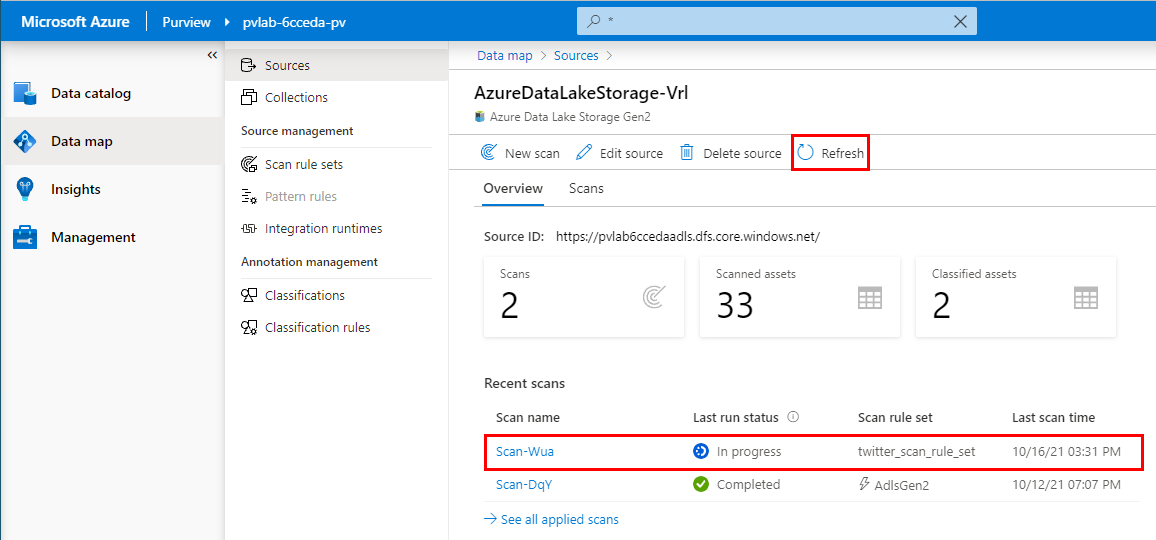 Microsoft Azure Purview pvlab-6cceda-pv *
Data catalog
Data map
Insights
Management
Sources
Collections
Source management
Scan rule sets
Pattern rules
Integration runtimes
Annotation management
Classifications
Classification rules
Data map > Sources >
AzureDataLakeStorage-Vrl
Azure Data Lake Storage Gen2
New scan Edit source Delete source Refresh
Overview Scans
Source ID: https://pvlab6ccedaadls.dfs.core.windows.net/
Scans Scanned assets Classified assets
2 33 2
Recent scans
Scan name Last run status Scan rule set Last scan time
Scan-Wua In progress twitter_scan_rule_set 10/16/21 03:31 PM
Scan-DqY Completed AdlsGen2 10/12/21 07:07 PM
See all applied scans